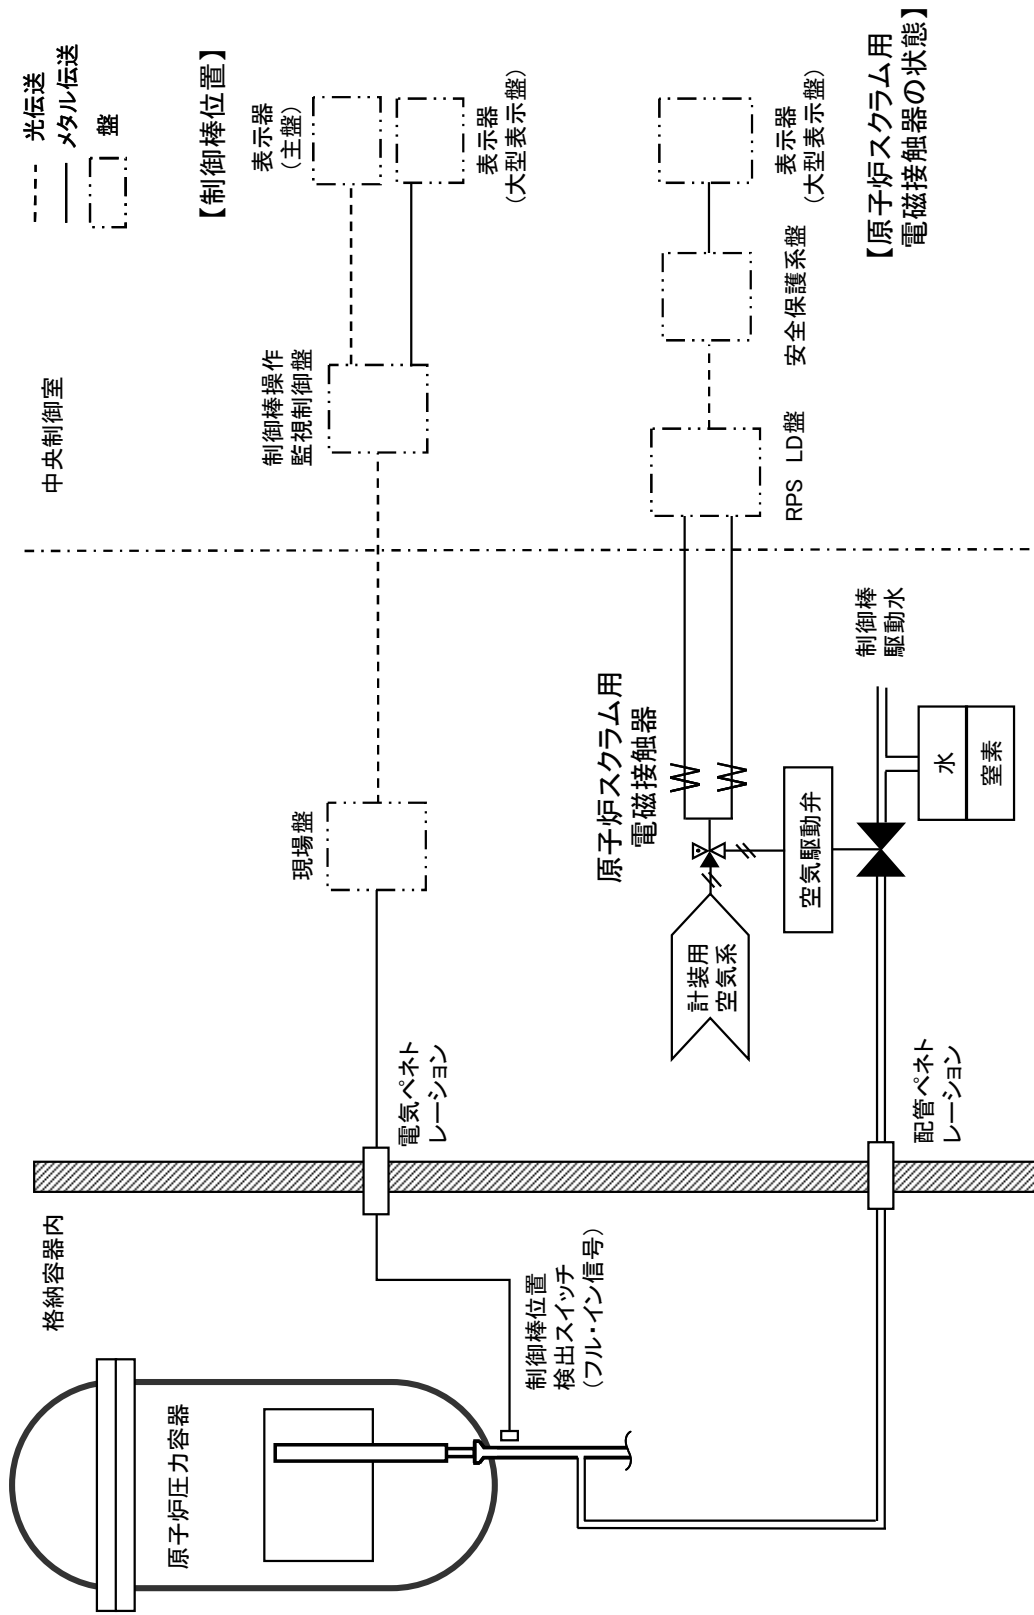 格納容器内
原子炉圧力容器
制御棒位置
検出スイッチ
(フル・イン信号)
電気ペネト
レーション
配管ペネト
レーション
現場盤
計装用
空気系
原子炉スクラム用
電磁接触器
空気駆動弁
水
窒素
制御棒
駆動水
中央制御室
制御棒操作
監視制御盤
RPS LD盤
安全保護系盤
【制御棒位置】
表示器
(主盤)
表示器
(大型表示盤)
表示器
(大型表示盤)
【原子炉スクラム用
電磁接触器の状態】
光伝送
メタル伝送
盤